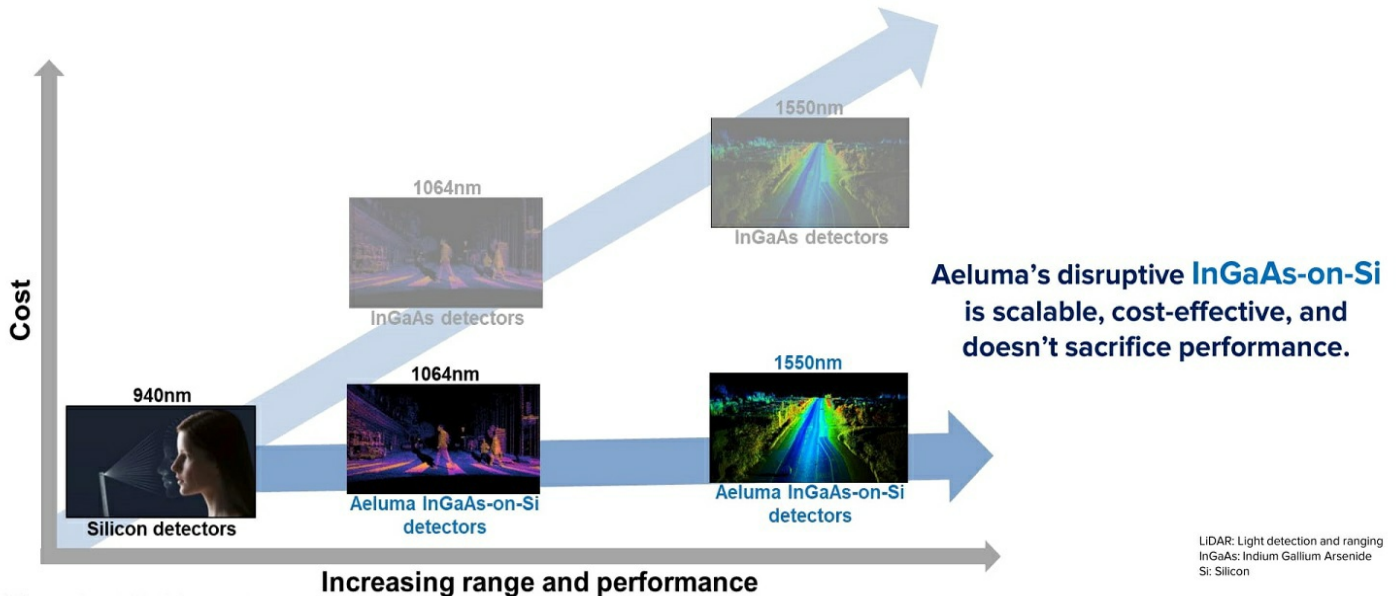 1550nm
InGaAs detectors
1064nm
InGaAs detectors
Cost
Aeluma's disruptive InGaAs-on-Si
is scalable, cost-effective, and
doesn't sacrifice performance.
940nm
Silicon detectors
1064nm
Aeluma InGaAs-on-Si
detectors
1550nm
Aeluma InGaAs-on-Si
detectors
Increasing range and performance
LiDAR: Light detection and ranging
InGaAs: Indium Gallium Arsenide
Si: Silicon